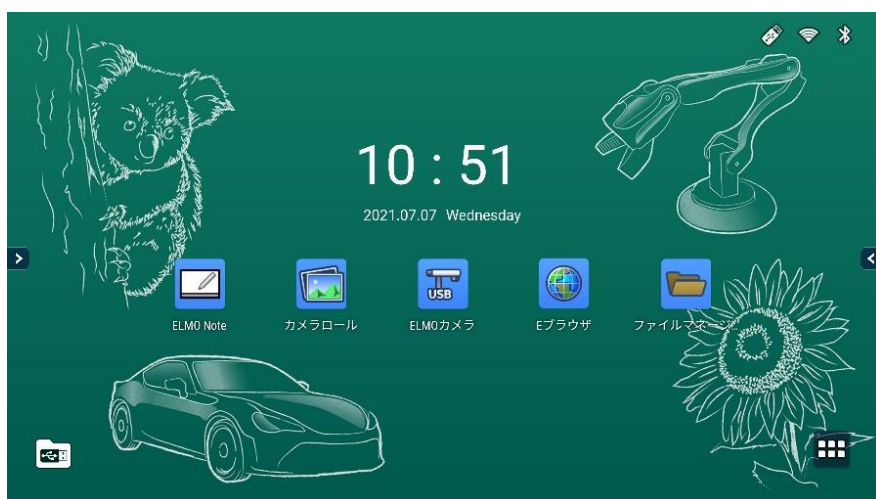 10 : 51
2021.07.07 Wednesday
USB
ELMO Note
カメラロール
ELMOカメラ
Eブラウザ
ファイルマネージ...